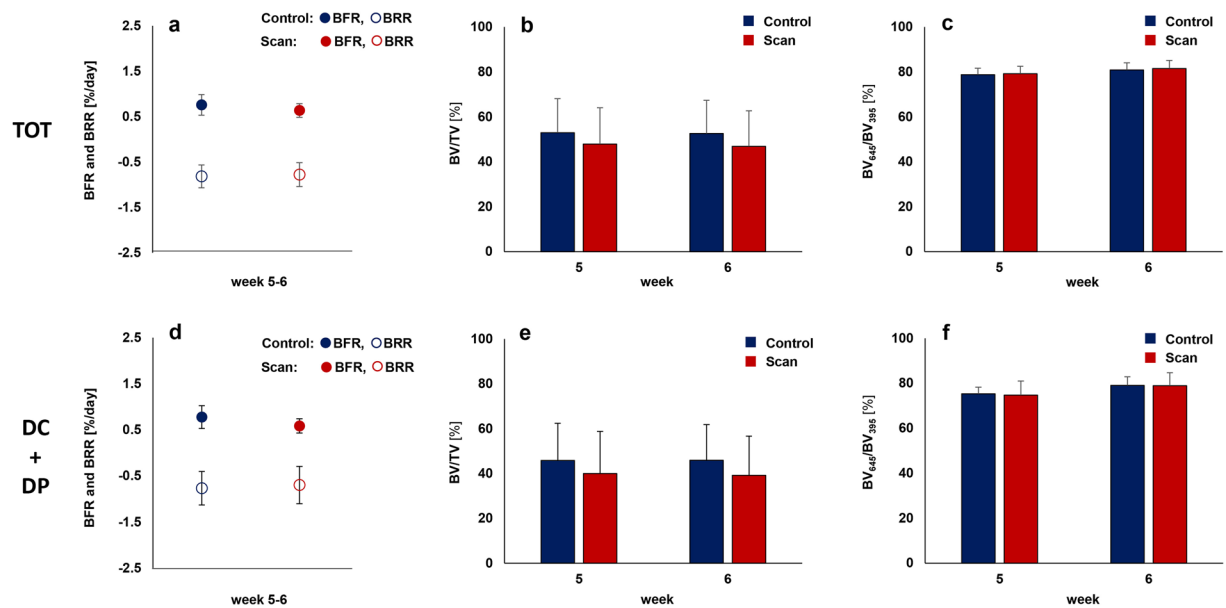 TOT
a
Control: BFR, BRR
Scan: BFR, BRR
BFR and BRR [%/day]
2.5
1.5
0.5
-0.5
-1.5
-2.5
week 5-6
b
Control
Scan
BV/TV [%]
100
80
60
40
20
0
5 6
week
c
Control
Scan
BV645/BV395 [%]
100
80
60
40
20
0
5 6
week
DC
+
DP
d
Control: BFR, BRR
Scan: BFR, BRR
BFR and BRR [%/day]
2.5
1.5
0.5
-0.5
-1.5
-2.5
week 5-6
e
Control
Scan
BV/TV [%]
100
80
60
40
20
0
5 6
week
f
Control
Scan
BV645/BV395 [%]
100
80
60
40
20
0
5 6
week